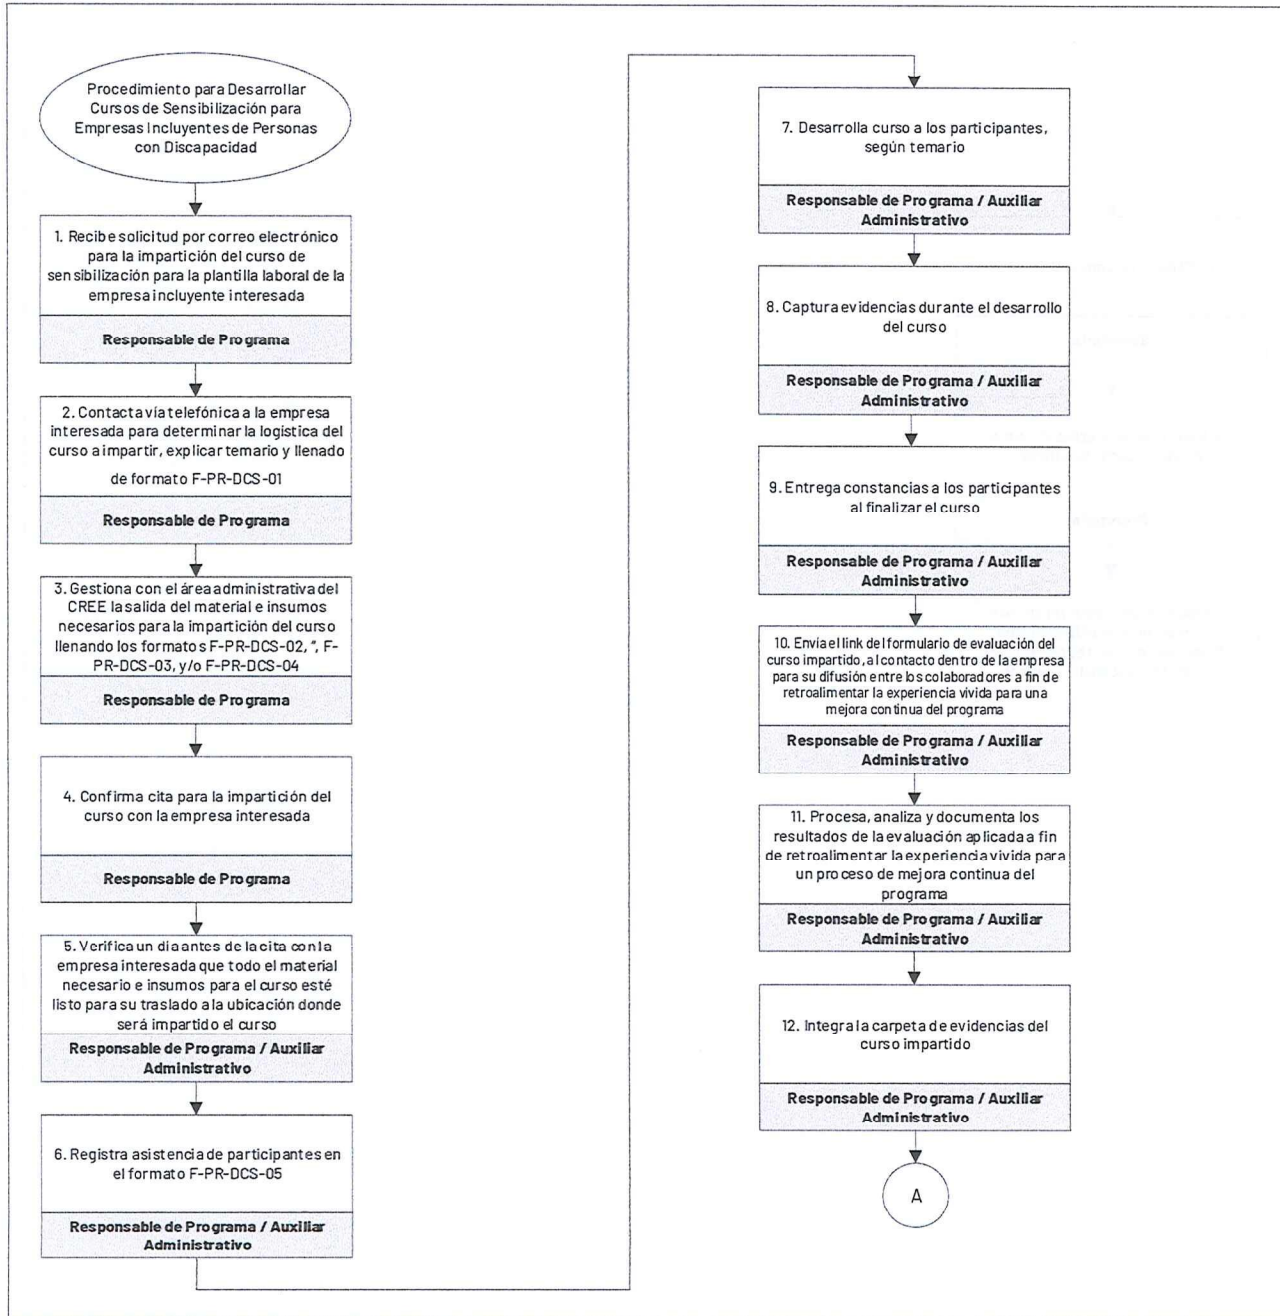 Procedimiento para Desarrollar
Cursos de Sensibilización para
Empresas Incluyentes de Personas
con Discapacidad
1. Recibe solicitud por correo electrónico
para la impartición del curso de
sensibilización para la plantilla laboral de la
empresa incluyente interesada
Responsable de Programa
2. Contacta vía telefónica a la empresa
interesada para determinar la logística del
curso a impartir, explicar temario y llenado
de formato F-PR-DCS-01
Responsable de Programa
3. Gestiona con el área administrativa del
CREE la salida del material e insumos
necesarios para la impartición del curso
llenando los formatos F-PR-DCS-02, ", F-
PR-DCS-03, y/o F-PR-DCS-04
Responsable de Programa
4. Confirma cita para la impartición del
curso con la empresa interesada
Responsable de Programa
5. Verifica un dia antes de la cita con la
empresa interesada que todo el material
necesario e insumos para el curso esté
listo para su traslado a la ubicación donde
será impartido el curso
Responsable de Programa / Auxiliar
Administrativo
6. Registra asistencia de participantes en
el formato F-PR-DCS-05
Responsable de Programa / Auxiliar
Administrativo
7. Desarrolla curso a los participantes,
según temario
Responsable de Programa / Auxiliar
Administrativo
8. Captura evidencias durante el desarrollo
del curso
Responsable de Programa / Auxiliar
Administrativo
9. Entrega constancias a los participantes
al finalizar el curso
Responsable de Programa / Auxiliar
Administrativo
10. Envía el link del formulario de evaluación del
curso impartido, al contacto dentro de la empresa
para su difusión entre los colaboradores a fin de
retroalimentar la experiencia vivida para una
mejora continua del programa
Responsable de Programa / Auxiliar
Administrativo
11. Procesa, analiza y documenta los
resultados de la evaluación aplicada a fin
de retroalimentar la experiencia vivida para
un proceso de mejora continua del
programa
Responsable de Programa / Auxiliar
Administrativo
12. Integra la carpeta de evidencias del
curso impartido
Responsable de Programa / Auxiliar
Administrativo
A